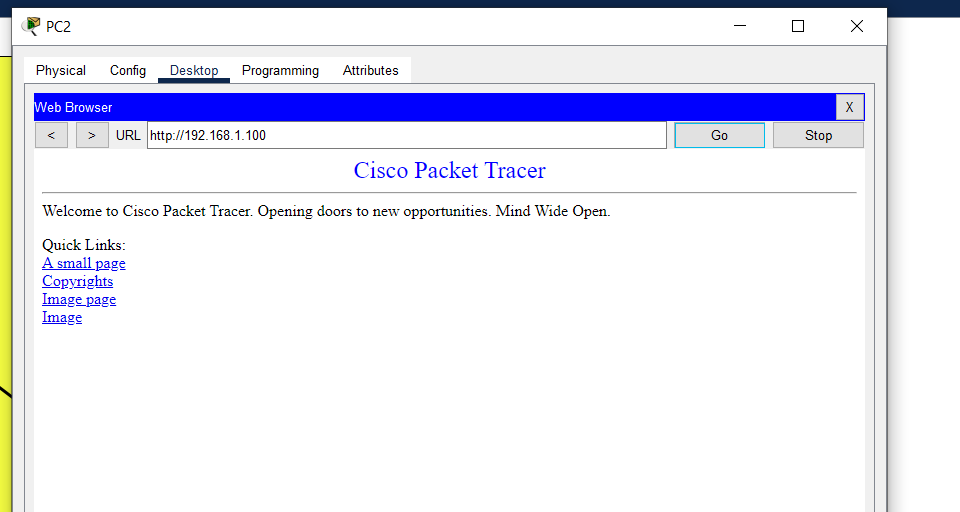 PC2
Physical Config Desktop Programming Attributes
Web Browser X
< > URL http://192.168.1.100 Go Stop
Cisco Packet Tracer
Welcome to Cisco Packet Tracer. Opening doors to new opportunities. Mind Wide Open.
Quick Links:
A small page
Copyrights
Image page
Image